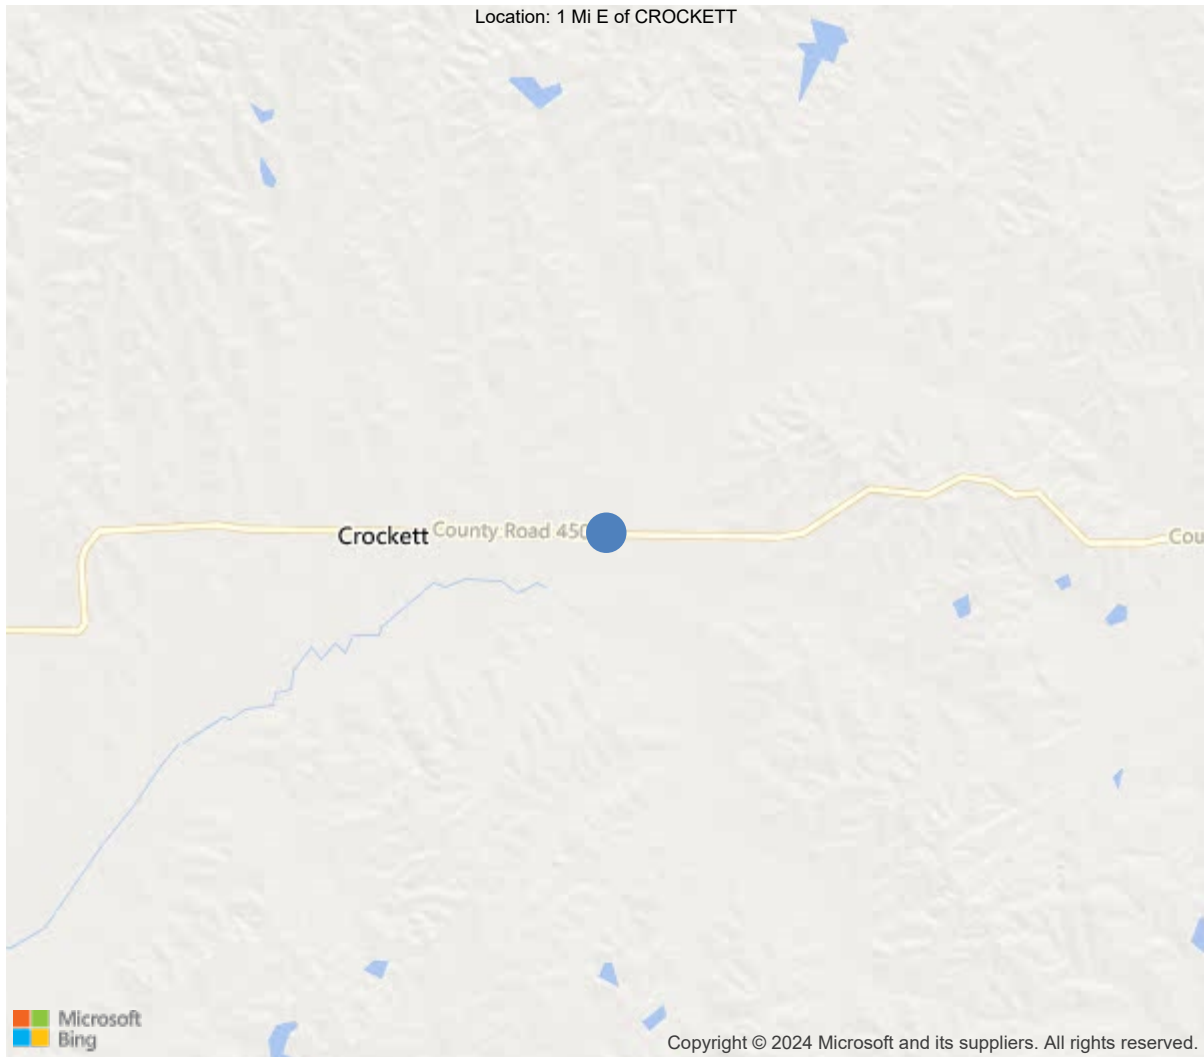 Location: 1 Mi E of CROCKETT
Crockett County Road 450
Cou
Microsoft
Bing
Copyright © 2024 Microsoft and its suppliers. All rights reserved.